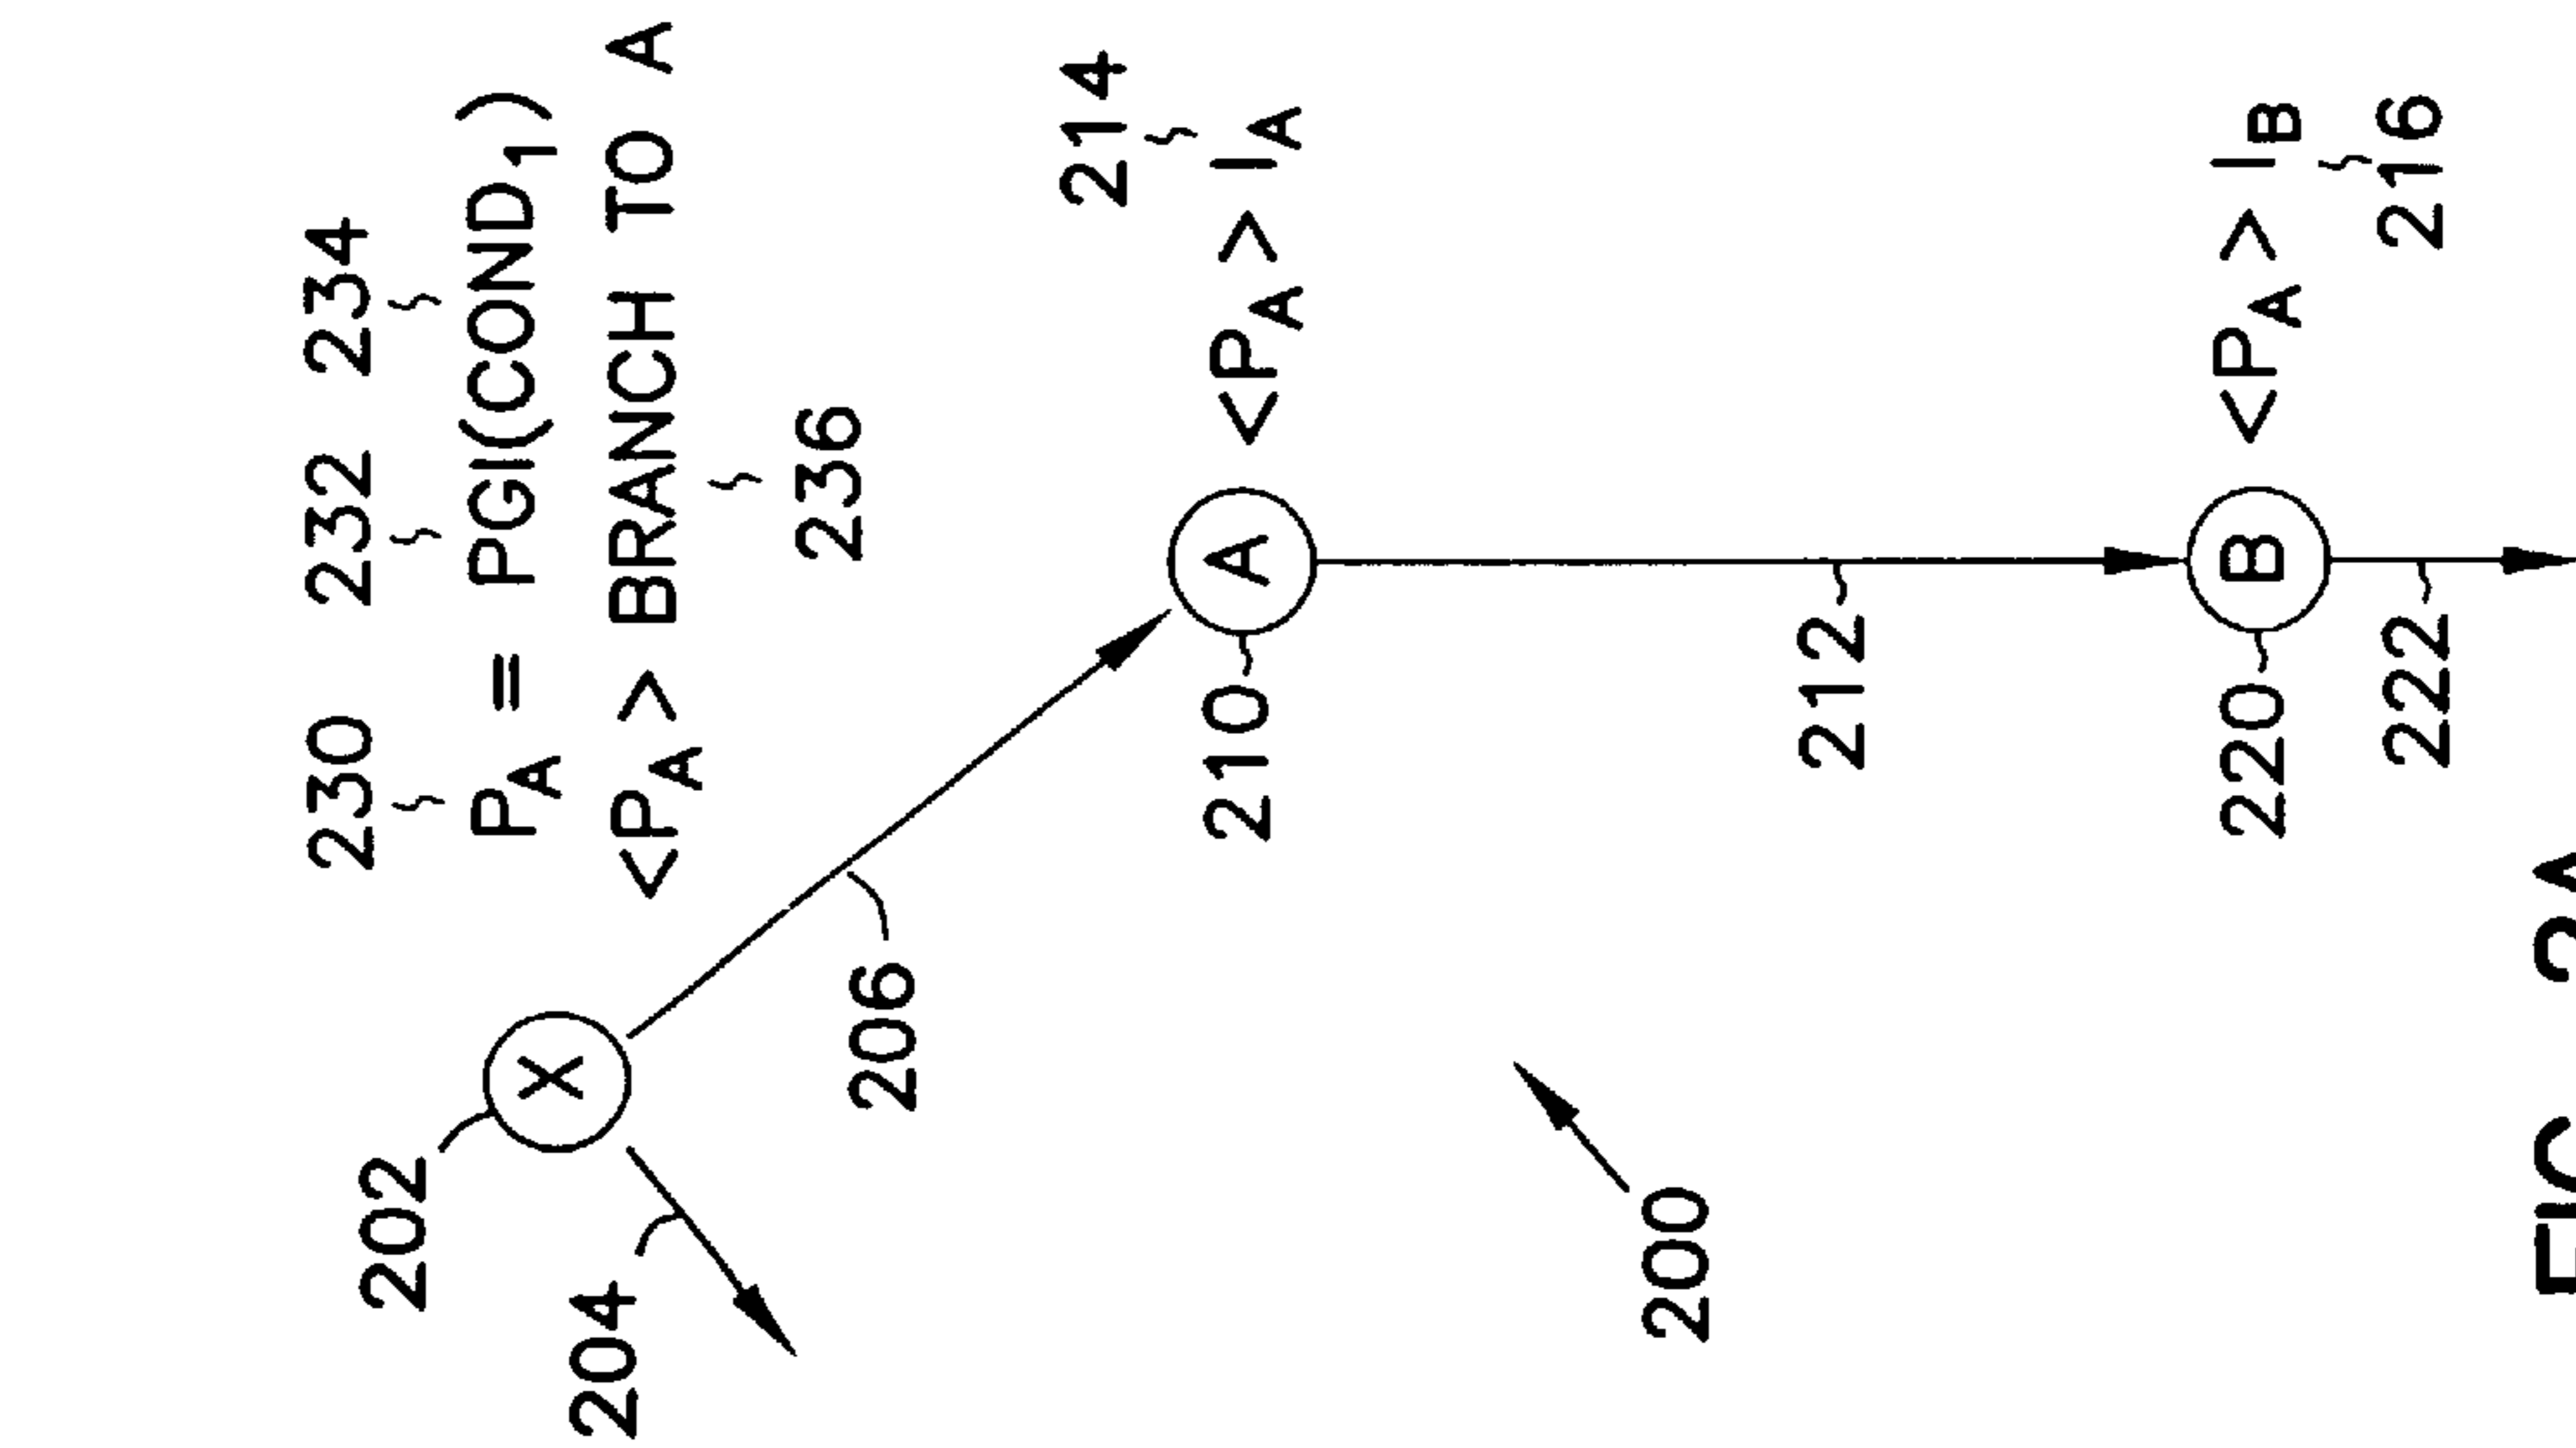 230 232 234
202
P_A = PGI(COND_1)
X
204
<P_A> BRANCH TO A
236
206
214
210 A <P_A> I_A
200
212
220 B <P_A> I_B
222 216